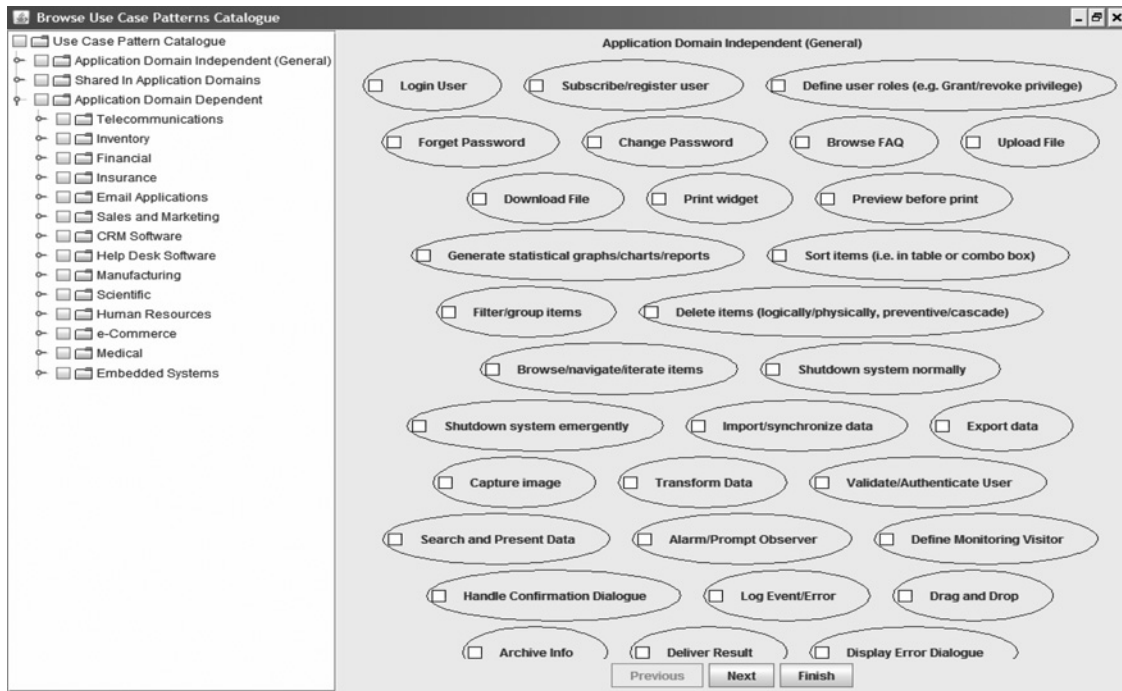 Browse Use Case Patterns Catalogue
Use Case Pattern Catalogue
Application Domain Independent (General)
Shared In Application Domains
Application Domain Dependent
Telecommunications
Inventory
Financial
Insurance
Email Applications
Sales and Marketing
CRM Software
Help Desk Software
Manufacturing
Scientific
Human Resources
e-Commerce
Medical
Embedded Systems
Application Domain Independent (General)
Login User Subscribe/register user Define user roles (e.g. Grant/revoke privilege)
Forget Password Change Password Browse FAQ Upload File
Download File Print widget Preview before print
Generate statistical graphs/charts/reports Sort items (i.e. in table or combo box)
Filter/group items Delete items (logically/physically, preventive/cascade)
Browse/navigate/iterate items Shutdown system normally
Shutdown system emergently Import/synchronize data Export data
Capture image Transform Data Validate/Authenticate User
Search and Present Data Alarm/Prompt Observer Define Monitoring Visitor
Handle Confirmation Dialogue Log Event/Error Drag and Drop
Archive Info Deliver Result Display Error Dialogue
Previous Next Finish